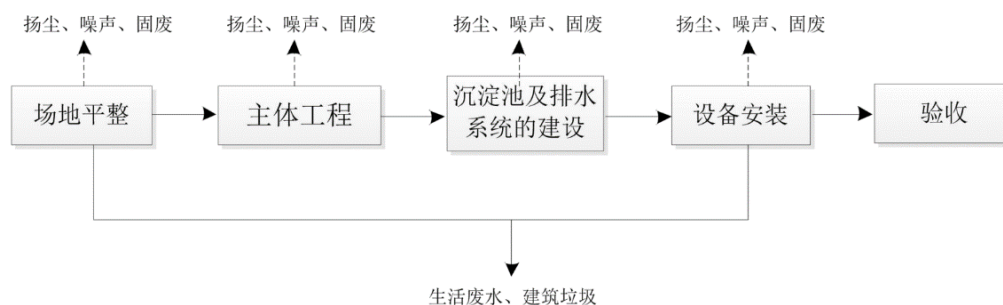 扬尘、噪声、固废
扬尘、噪声、固废
扬尘、噪声、固废
扬尘、噪声、固废
场地平整
主体工程
沉淀池及排水
系统的建设
设备安装
验收
生活废水、建筑垃圾